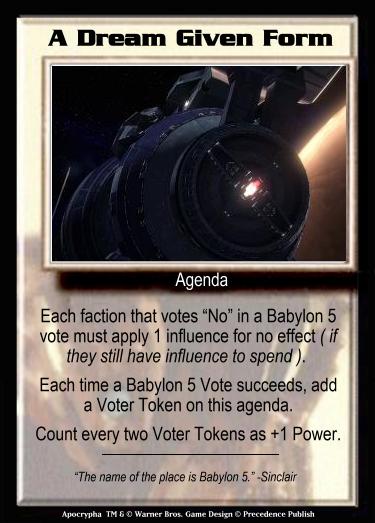 A Dream Given Form
Agenda
Each faction that votes “No” in a Babylon 5
vote must apply 1 influence for no effect ( if
they still have influence to spend ).
Each time a Babylon 5 Vote succeeds, add
a Voter Token on this agenda.
Count every two Voter Tokens as +1 Power.
“The name of the place is Babylon 5.” -Sinclair
Apocrypha TM & © Warner Bros. Game Design © Precedence Publish